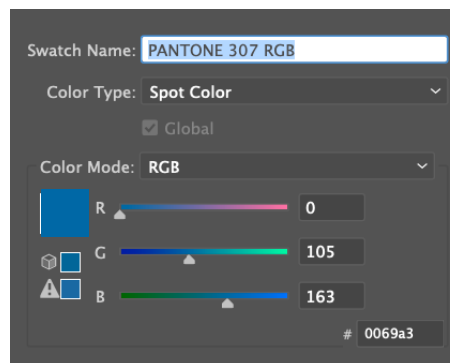 Swatch Name: PANTONE 307 RGB
Color Type: Spot Color
Global
Color Mode: RGB
R 0
G 105
B 163
# 0069a3